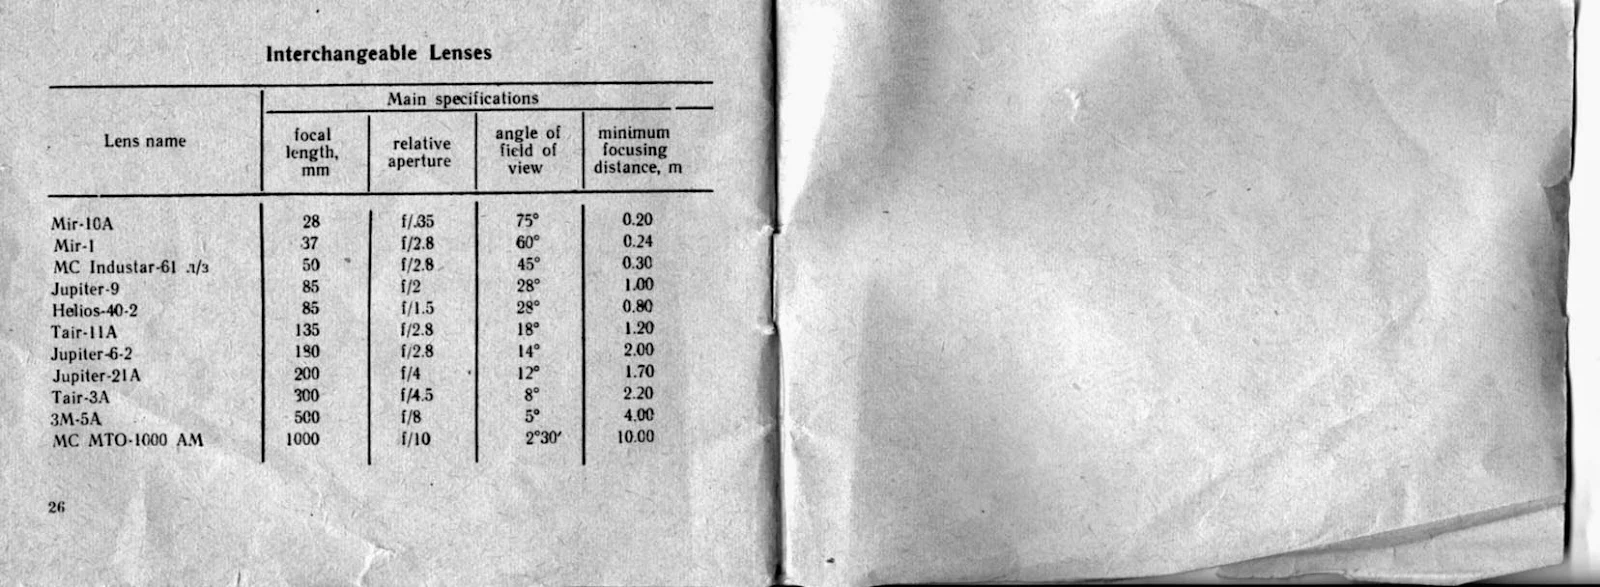 Interchangeable Lenses
Main specifications
Lens name
focal length, mm
relative aperture
angle of field of view
minimum focusing distance, m
Mir-10A 28 f/.35 75° 0.20
Mir-1 37 f/2.8 60° 0.24
MC Industar-61 л/з 50 f/2.8 45° 0.30
Jupiter-9 85 f/2 28° 1.00
Helios-40-2 85 f/1.5 28° 0.80
Tair-11A 135 f/2.8 18° 1.20
Jupiter-6-2 180 f/2.8 14° 2.00
Jupiter-21A 200 f/4 12° 1.70
Tair-3A 300 f/4.5 8° 2.20
3M-5A 500 f/8 5° 4.00
MC MTO-1000 AM 1000 f/10 2°30′ 10.00
26